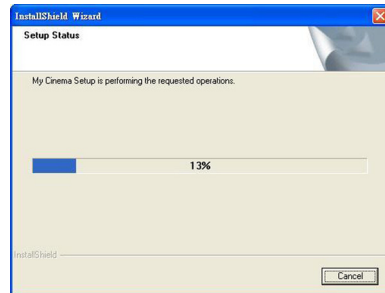 InstallShield Wizard
Setup Status
My Cinema Setup is performing the requested operations.
13%
InstallShield
Cancel